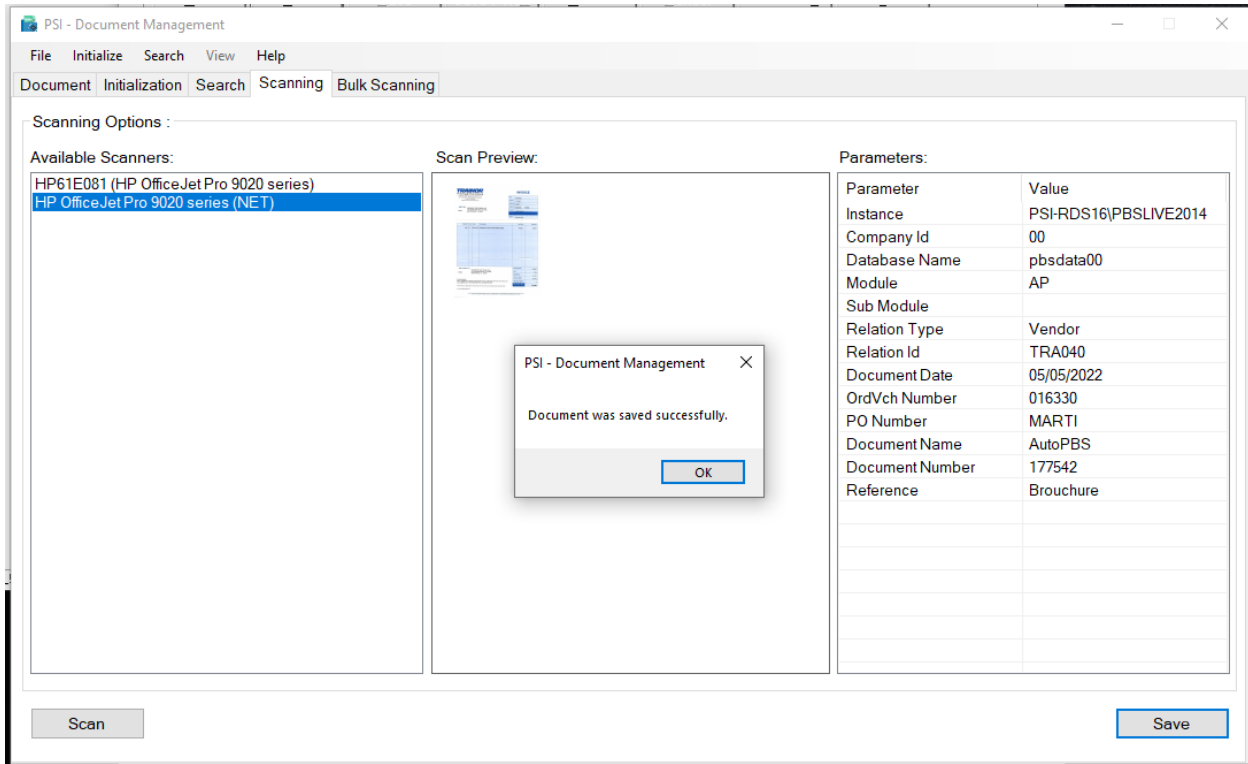 PSI - Document Management
File Initialize Search View Help
Document Initialization Search Scanning Bulk Scanning
Scanning Options :
Available Scanners:
HP61E081 (HP OfficeJet Pro 9020 series)
HP OfficeJet Pro 9020 series (NET)
Scan Preview:
TRAINOR
INVOICE
PSI - Document Management
Document was saved successfully.
OK
Parameters:
Parameter Value
Instance PSI-RDS16\PBSLIVE2014
Company Id 00
Database Name pbsdata00
Module AP
Sub Module
Relation Type Vendor
Relation Id TRA040
Document Date 05/05/2022
OrdVch Number 016330
PO Number MARTI
Document Name AutoPBS
Document Number 177542
Reference Brouchure
Scan
Save